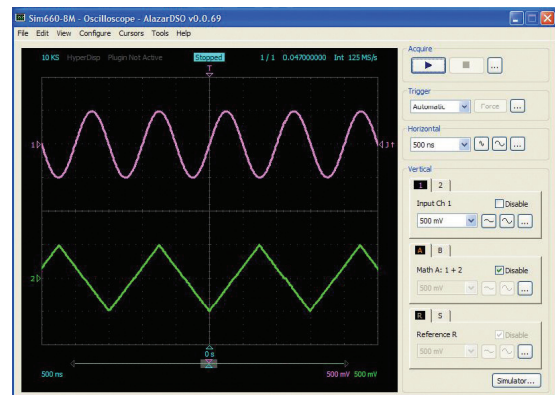 Sim660-8M - Oscilloscope - AlazarDSO v0.0.69
File Edit View Configure Cursors Tools Help
10 KS HyperDisp Plugin Not Active Stopped 1 / 1 0.047000000 Int 125 MS/s
T
1
J↑
2
0 s
500 ns 500 mV 500 mV
Acquire
...
Trigger
Automatic Force ...
Horizontal
500 ns ...
Vertical
1 2
Input Ch 1 Disable
500 mV ...
A B
Math A: 1 + 2 Disable
500 mV ...
R S
Reference R Disable
500 mV ...
Simulator...